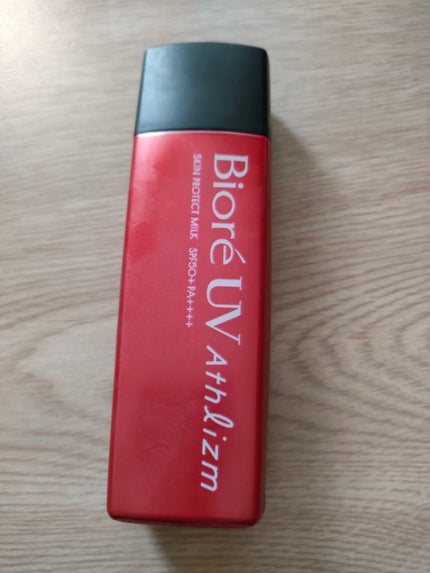 Bioré UV Athlizm
SKIN PROTECT MILK SPF50+ PA++++